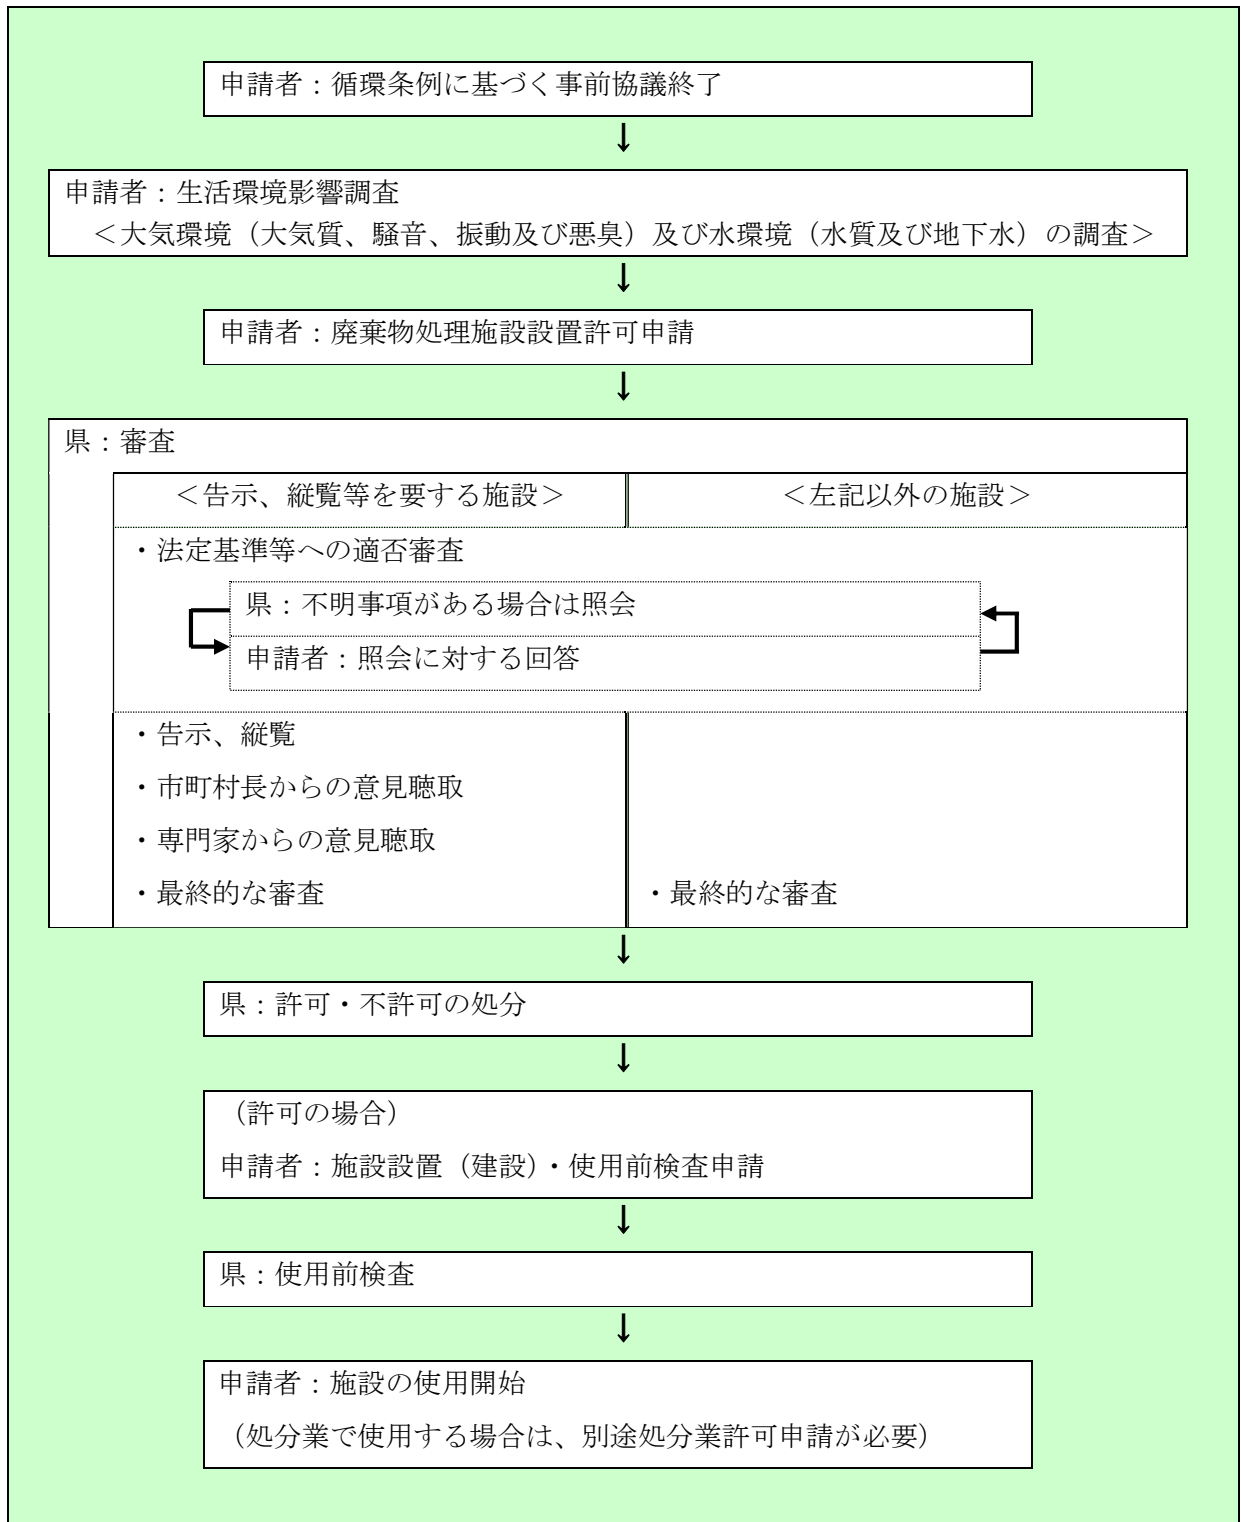 申請者：循環条例に基づく事前協議終了
↓
申請者：生活環境影響調査
＜大気環境（大気質、騒音、振動及び悪臭）及び水環境（水質及び地下水）の調査＞
↓
申請者：廃棄物処理施設設置許可申請
↓
県：審査
＜告示、縦覧等を要する施設＞
＜左記以外の施設＞
・法定基準等への適否審査
県：不明事項がある場合は照会
申請者：照会に対する回答
・告示、縦覧
・市町村長からの意見聴取
・専門家からの意見聴取
・最終的な審査
・最終的な審査
↓
県：許可・不許可の処分
↓
（許可の場合）
申請者：施設設置（建設）・使用前検査申請
↓
県：使用前検査
↓
申請者：施設の使用開始
（処分業で使用する場合は、別途処分業許可申請が必要）